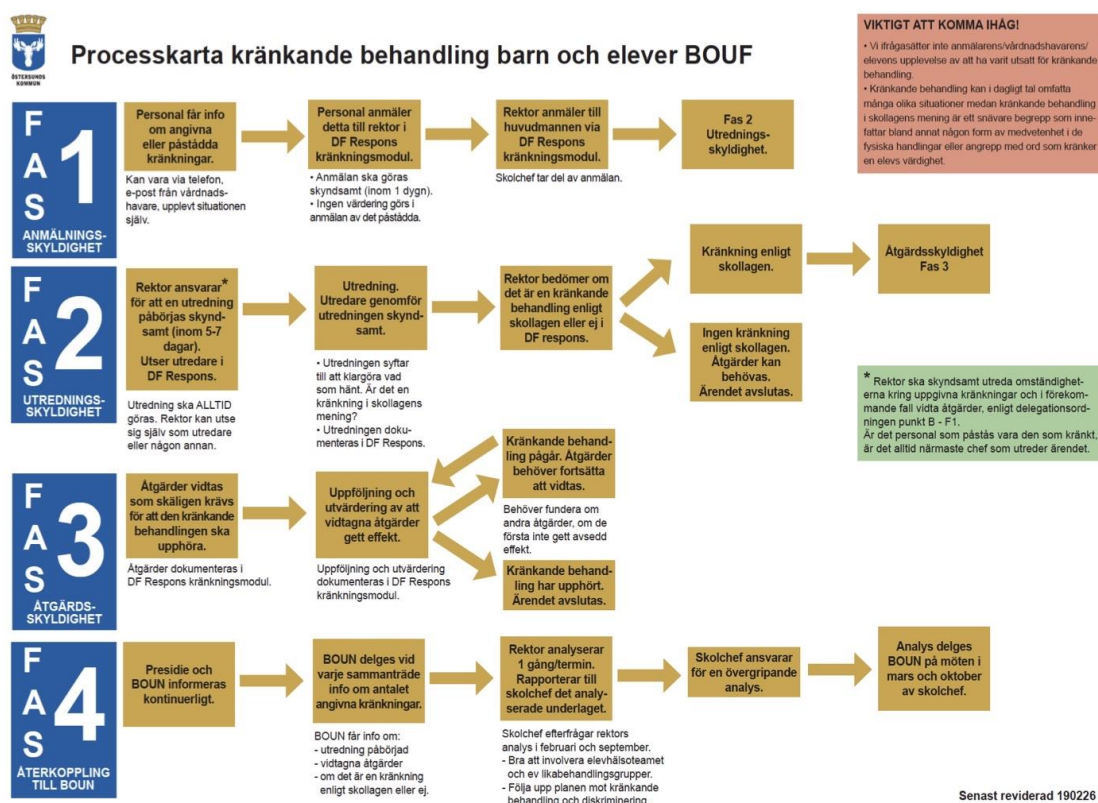 ÖSTERSUNDS
KOMMUN
Processkarta kränkande behandling barn och elever BOUF
VIKTIGT ATT KOMMA IHÅG!
• Vi ifrågasätter inte anmälarens/vårdnadshavarens/
elevens upplevelse av att ha varit utsatt för kränkande
behandling.
• Kränkande behandling kan i dagligt tal omfatta
många olika situationer medan kränkande behandling
i skollagens mening är ett snävare begrepp som inne-
fattar bland annat någon form av medvetenhet i de
fysiska handlingar eller angrepp med ord som kränker
en elevs värdighet.
FAS
1
ANMÄLNINGS-
SKYLDIGHET
Personal får info
om angivna
eller påstådda
kränkningar.
Kan vara via telefon,
e-post från vårdnads-
havare, upplevt situationen
själv.
Personal anmäler
detta till rektor i
DF Respons
kränkningsmodul.
• Anmälan ska göras
skyndsamt (inom 1 dygn).
• Ingen värdering görs i
anmälan av det påstådda.
Rektor anmäler till
huvudmannen via
DF Respons
kränkningsmodul.
Skolchef tar del av anmälan.
Fas 2
Utrednings-
skyldighet.
FAS
2
UTREDNINGS-
SKYLDIGHET
Rektor ansvarar*
för att en utredning
påbörjas skynd-
samt (inom 5-7
dagar).
Utser utredare i
DF Respons.
Utredning ska ALLTID
göras. Rektor kan utse
sig själv som utredare
eller någon annan.
Utredning.
Utredare genomför
utredningen skynd-
samt.
• Utredningen syftar
till att klargöra vad
som hänt. Är det en
kränkning i skollagens
mening?
• Utredningen doku-
menteras i DF Respons.
Rektor bedömer om
det är en kränkande
behandling enligt
skollagen eller ej i
DF respons.
Kränkning enligt
skollagen.
Åtgärdsskyldighet
Fas 3
Ingen kränkning
enligt skollagen.
Åtgärder kan
behövas.
Ärendet avslutas.
* Rektor ska skyndsamt utreda omständighet-
erna kring uppgivna kränkningar och i förekom-
mande fall vidta åtgärder, enligt delegationsord-
ningen punkt B - F1.
Är det personal som påstås vara den som kränkt,
är det alltid närmaste chef som utreder ärendet.
FAS
3
ÅTGÄRDS-
SKYLDIGHET
Åtgärder vidtas
som skäligen krävs
för att den kränkande
behandlingen ska
upphöra.
Åtgärder dokumenteras i
DF Respons kränkningsmodul.
Uppföljning och
utvärdering av att
vidtagna åtgärder
gett effekt.
Uppföljning och utvärdering
dokumenteras i DF Respons
kränkningsmodul.
Kränkande behand-
ling pågår. Åtgärder
behöver fortsätta
att vidtas.
Behöver fundera om
andra åtgärder, om de
första inte gett avsedd
effekt.
Kränkande behand-
ling har upphört.
Ärendet avslutas.
FAS
4
ÅTERKOPPLING
TILL BOUN
Presidie och
BOUN informeras
kontinuerligt.
BOUN delges vid
varje sammanträde
info om antalet
angivna kränkningar.
BOUN får info om:
- utredning påbörjad
- vidtagna åtgärder
- om det är en kränkning
enligt skollagen eller ej.
Rektor analyserar
1 gång/termin.
Rapporterar till
skolchef det analy-
serade underlaget.
Skolchef efterfrågar rektors
analys i februari och september.
- Bra att involvera elevhälsoteamet
och ev likabehandlingsgrupper.
- Följa upp planen mot kränkande
behandling och diskriminering
Skolchef ansvarar
för en övergripande
analys.
Analys delges
BOUN på möten i
mars och oktober
av skolchef.
Senast reviderad 190226